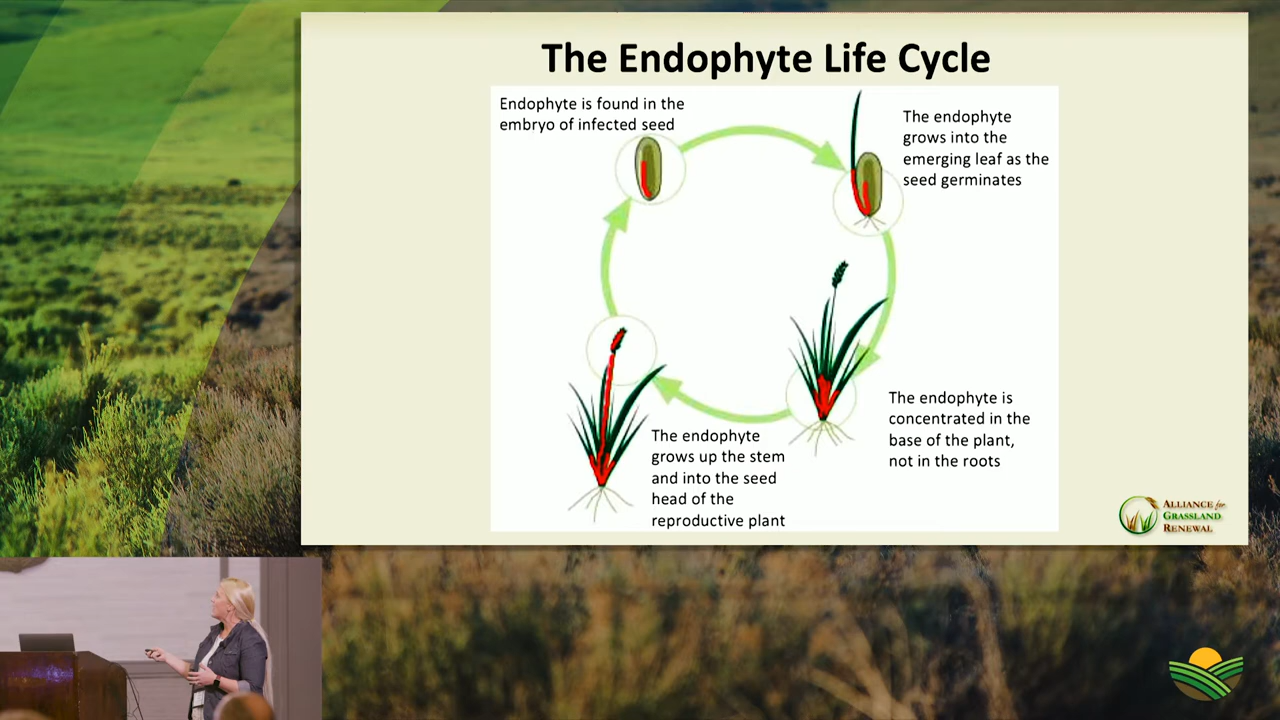 The Endophyte Life Cycle
Endophyte is found in the
embryo of infected seed
The endophyte
grows into the
emerging leaf as the
seed germinates
The endophyte is
concentrated in the
base of the plant,
not in the roots
The endophyte
grows up the stem
and into the seed
head of the
reproductive plant
ALLIANCE for
GRASSLAND
RENEWAL